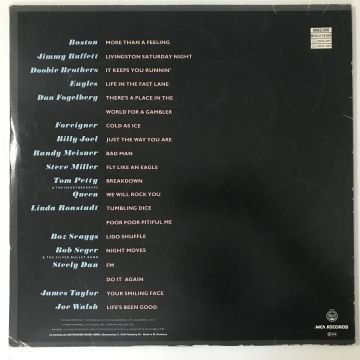 Boston MORE THAN A FEELING
Jimmy Buffett LIVINGSTON SATURDAY NIGHT
Doobie Brothers IT KEEPS YOU RUNNIN'
Eagles LIFE IN THE FAST LANE
Dan Fogelberg THERE'S A PLACE IN THE
WORLD FOR A GAMBLER
Foreigner COLD AS ICE
Billy Joel JUST THE WAY YOU ARE
Randy Meisner BAD MAN
Steve Miller FLY LIKE AN EAGLE
Tom Petty BREAKDOWN
& THE HEARTBREAKERS
Queen WE WILL ROCK YOU
Linda Ronstadt TUMBLING DICE
POOR POOR PITIFUL ME
Boz Scaggs LIDO SHUFFLE
Bob Seger NIGHT MOVES
& THE SILVER BULLET BAND
Steely Dan FM
DO IT AGAIN
James Taylor YOUR SMILING FACE
Joe Walsh LIFE'S BEEN GOOD
MCA RECORDS